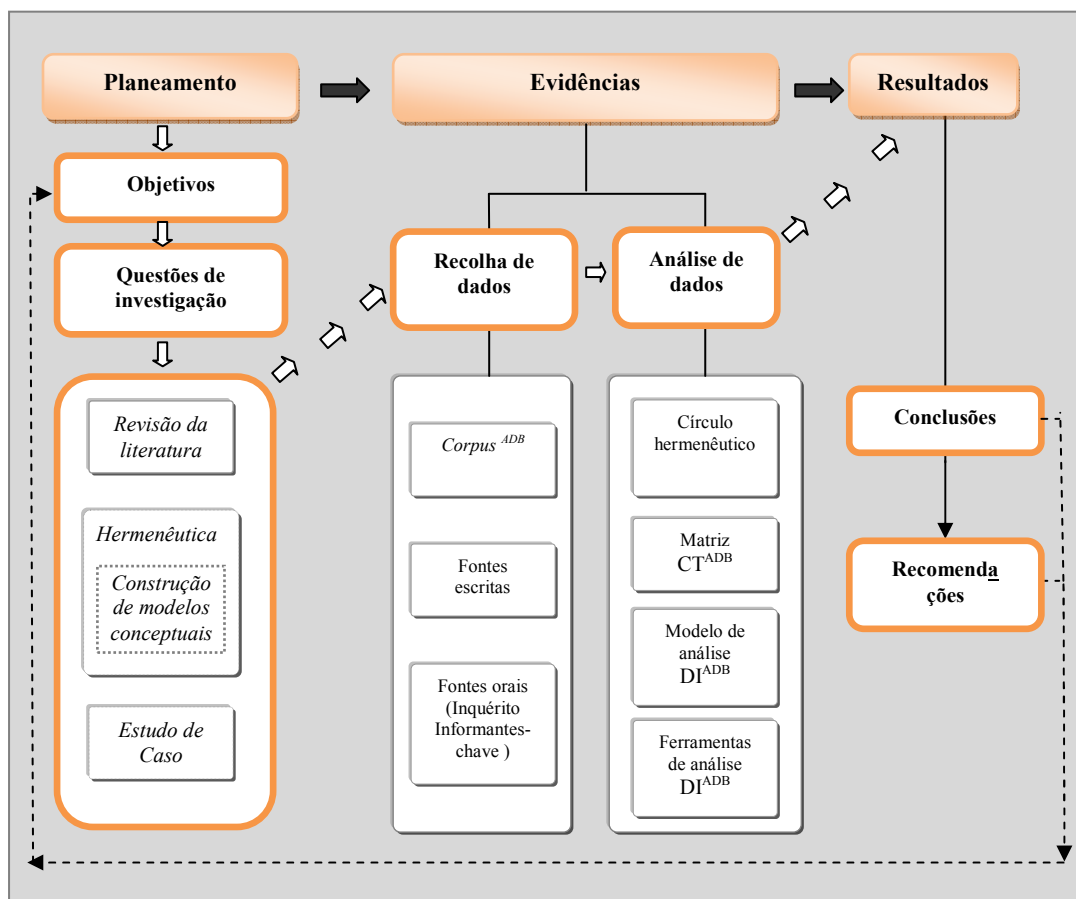 Planeamento
Evidências
Resultados
Objetivos
Questões de
investigação
Revisão da
literatura
Hermenêutica
Construção
de modelos
conceptuais
Estudo de
Caso
Recolha de
dados
Corpus ADB
Fontes
escritas
Fontes orais
(Inquérito
Informantes-
chave )
Análise de
dados
Círculo
hermenêutico
Matriz
CTADB
Modelo de
análise
DIADB
Ferramentas
de análise
DIADB
Conclusões
Recomenda
ções